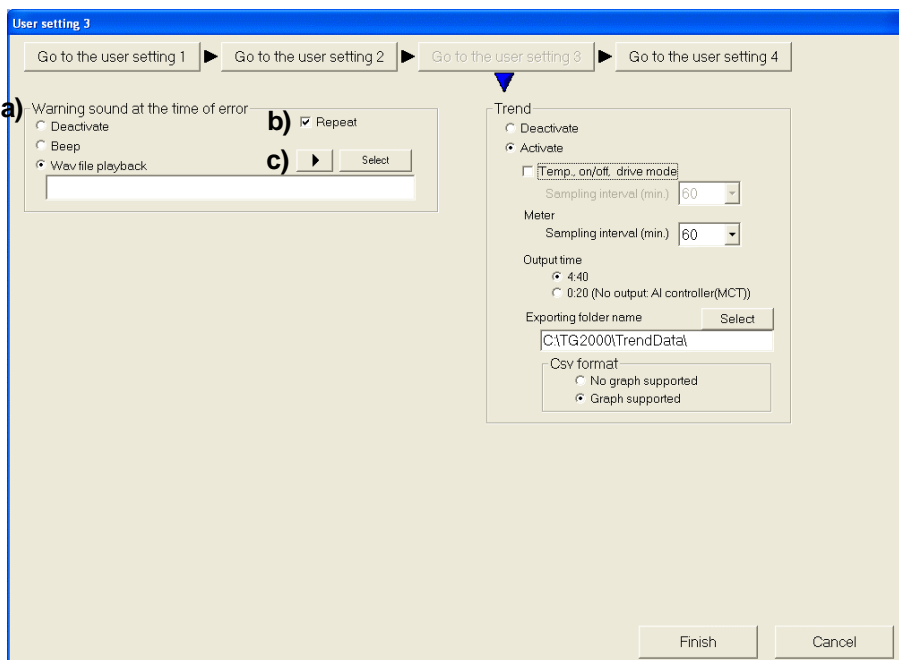 User setting 3
Go to the user setting 1
Go to the user setting 2
Go to the user setting 3
Go to the user setting 4
a) Warning sound at the time of error
Deactivate
b) Repeat
Beep
Wav file playback
c) Select
Trend
Deactivate
Activate
Temp., on/off, drive mode
Sampling interval (min.) 60
Meter
Sampling interval (min.) 60
Output time
4:40
0:20 (No output: AI controller(MCT))
Exporting folder name Select
C:\TG2000\TrendData\
Csv format
No graph supported
Graph supported
Finish Cancel